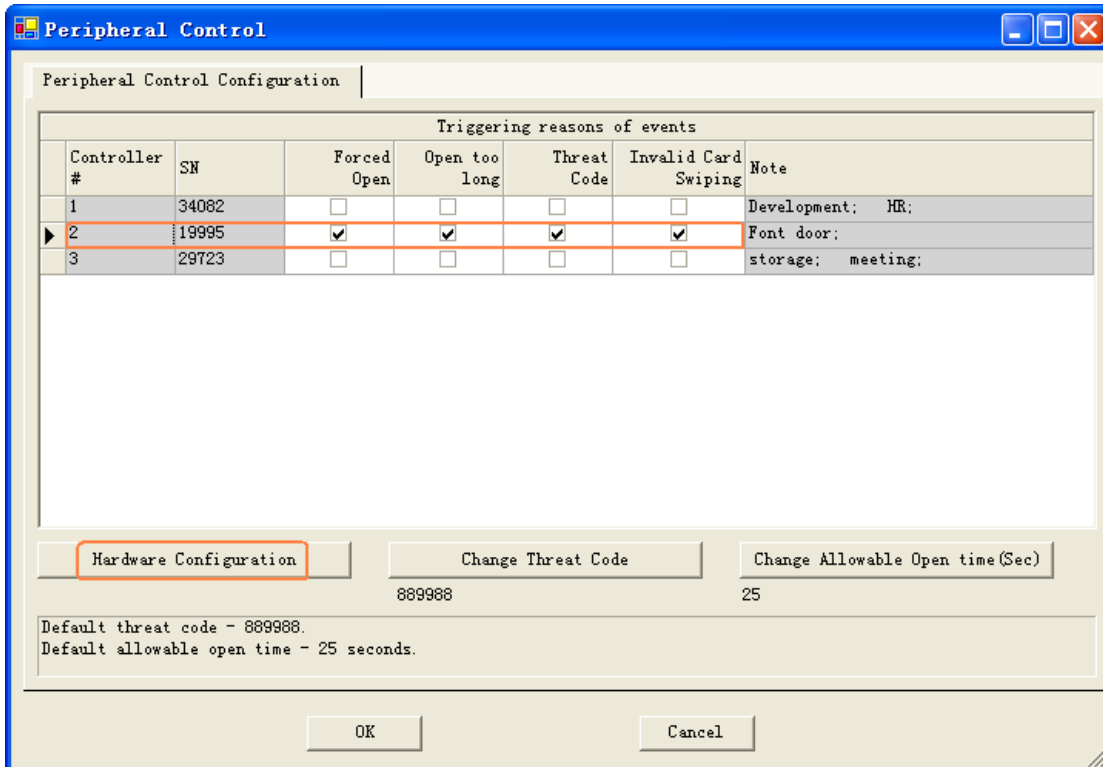 Peripheral Control
Peripheral Control Configuration
Triggering reasons of events
Controller # SN Forced Open Open too long Threat Code Invalid Card Swiping Note
1 34082 Development; HR;
2 19995 Font door;
3 29723 storage; meeting;
Hardware Configuration Change Threat Code Change Allowable Open time(Sec)
889988 25
Default threat code - 889988.
Default allowable open time - 25 seconds.
OK Cancel